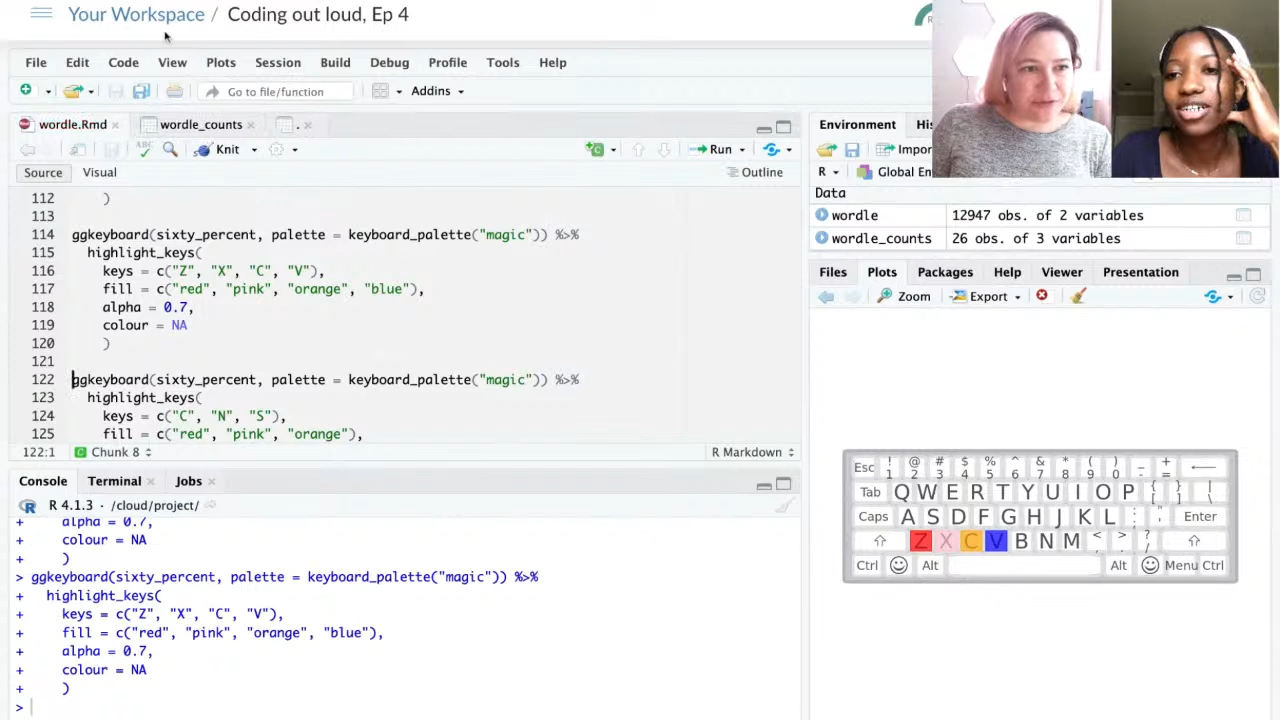 Your Workspace / Coding out loud, Ep 4
File Edit Code View Plots Session Build Debug Profile Tools Help
Go to file/function Addins
wordle.Rmd wordle_counts .
ABC Knit Run
Source Visual Outline
112 )
113
114 ggkeyboard(sixty_percent, palette = keyboard_palette("magic")) %>%
115 highlight_keys(
116 keys = c("Z", "X", "C", "V"),
117 fill = c("red", "pink", "orange", "blue"),
118 alpha = 0.7,
119 colour = NA
120 )
121
122 ggkeyboard(sixty_percent, palette = keyboard_palette("magic")) %>%
123 highlight_keys(
124 keys = c("C", "N", "S"),
125 fill = c("red", "pink", "orange"),
122:1 Chunk 8 R Markdown
Console Terminal Jobs
R 4.1.3 · /cloud/project/
+ alpha = 0.7,
+ colour = NA
+ )
> ggkeyboard(sixty_percent, palette = keyboard_palette("magic")) %>%
+ highlight_keys(
+ keys = c("Z", "X", "C", "V"),
+ fill = c("red", "pink", "orange", "blue"),
+ alpha = 0.7,
+ colour = NA
+ )
>
Environment His
Impor
R Global En
Data
wordle 12947 obs. of 2 variables
wordle_counts 26 obs. of 3 variables
Files Plots Packages Help Viewer Presentation
Zoom Export
Esc ! 1 @ 2 # 3 $ 4 % 5 ^ 6 & 7 * 8 ( 9 ) 0 _ - + =
Tab Q W E R T Y U I O P { [ } ] | \
Caps A S D F G H J K L : ; " ' Enter
Z X C V B N M < , > . ? /
Ctrl Alt Alt Menu Ctrl